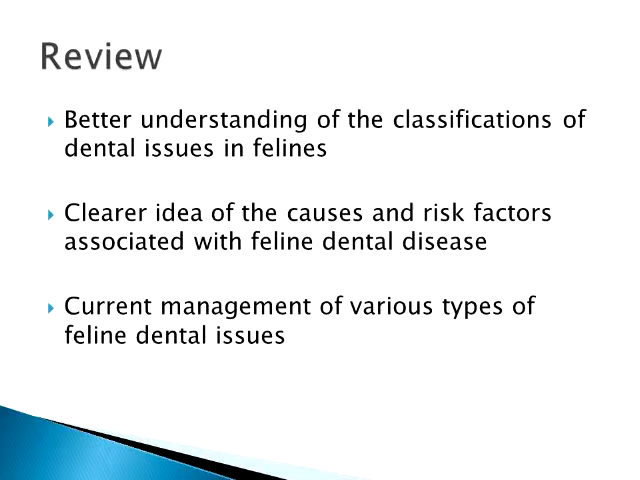 Review
Better understanding of the classifications of
dental issues in felines
Clearer idea of the causes and risk factors
associated with feline dental disease
Current management of various types of
feline dental issues